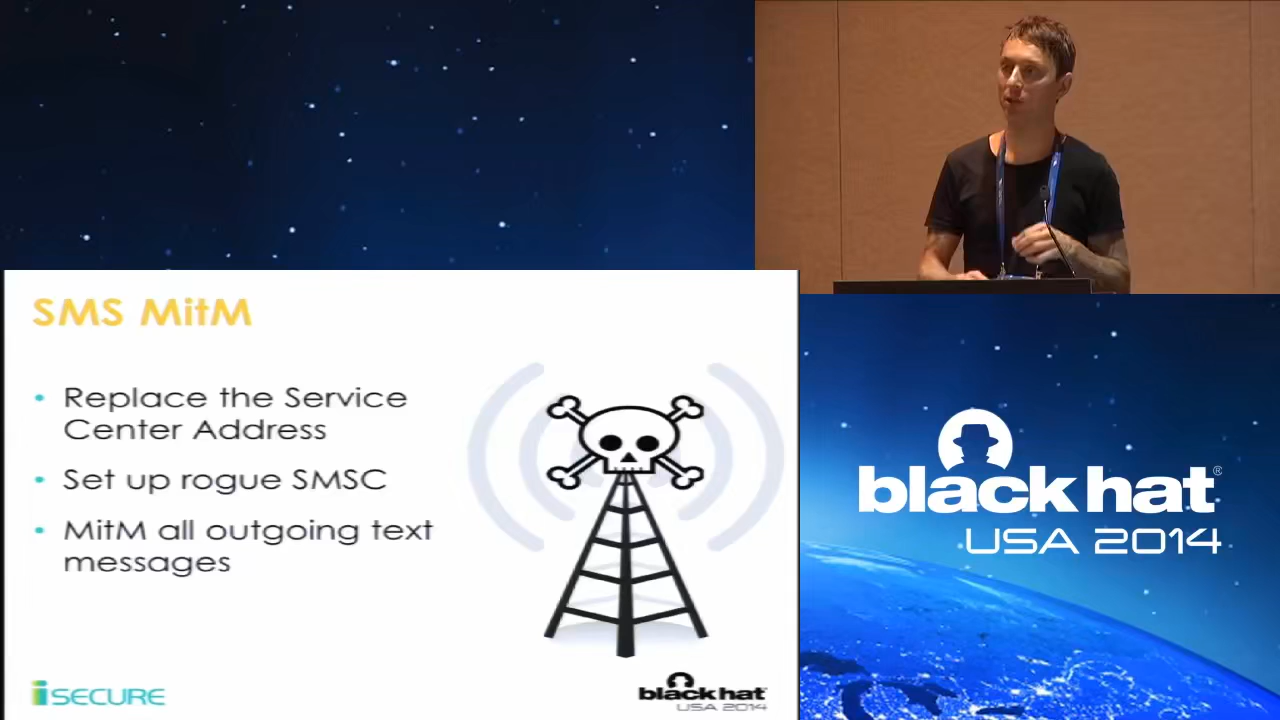 SMS MitM
• Replace the Service
Center Address
• Set up rogue SMSC
• MitM all outgoing text
messages
iSECURE
black hat
USA 2014
black hat®
USA 2014